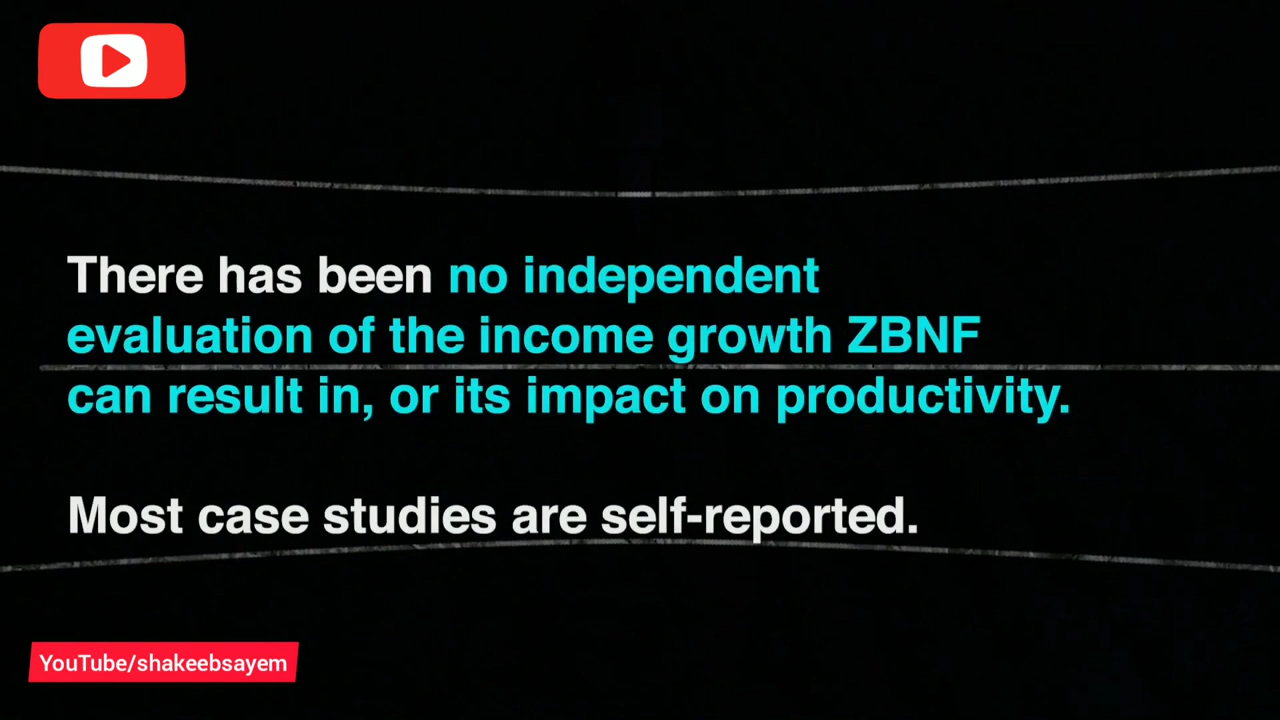 There has been no independent
evaluation of the income growth ZBNF
can result in, or its impact on productivity.
Most case studies are self-reported.
YouTube/shakeebsayem